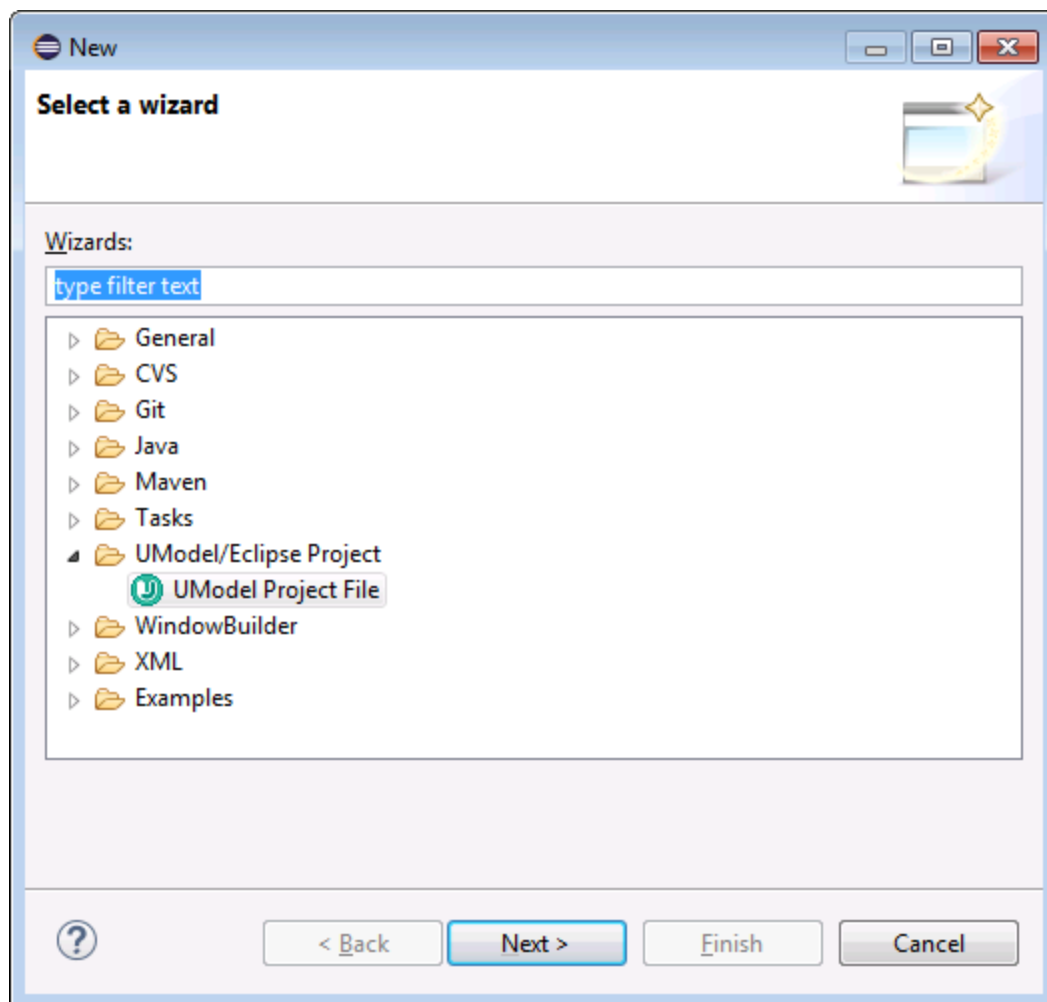 New
Select a wizard
Wizards:
type filter text
General
CVS
Git
Java
Maven
Tasks
UModel/Eclipse Project
UModel Project File
WindowBuilder
XML
Examples
< Back Next > Finish Cancel